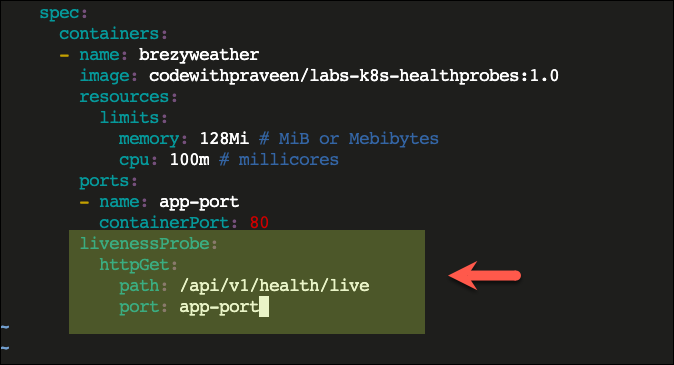 spec:
containers:
- name: brezyweather
image: codewithpraveen/labs-k8s-healthprobes:1.0
resources:
limits:
memory: 128Mi # MiB or Mebibytes
cpu: 100m # millicores
ports:
- name: app-port
containerPort: 80
livenessProbe:
httpGet:
path: /api/v1/health/live
port: app-port
~
~